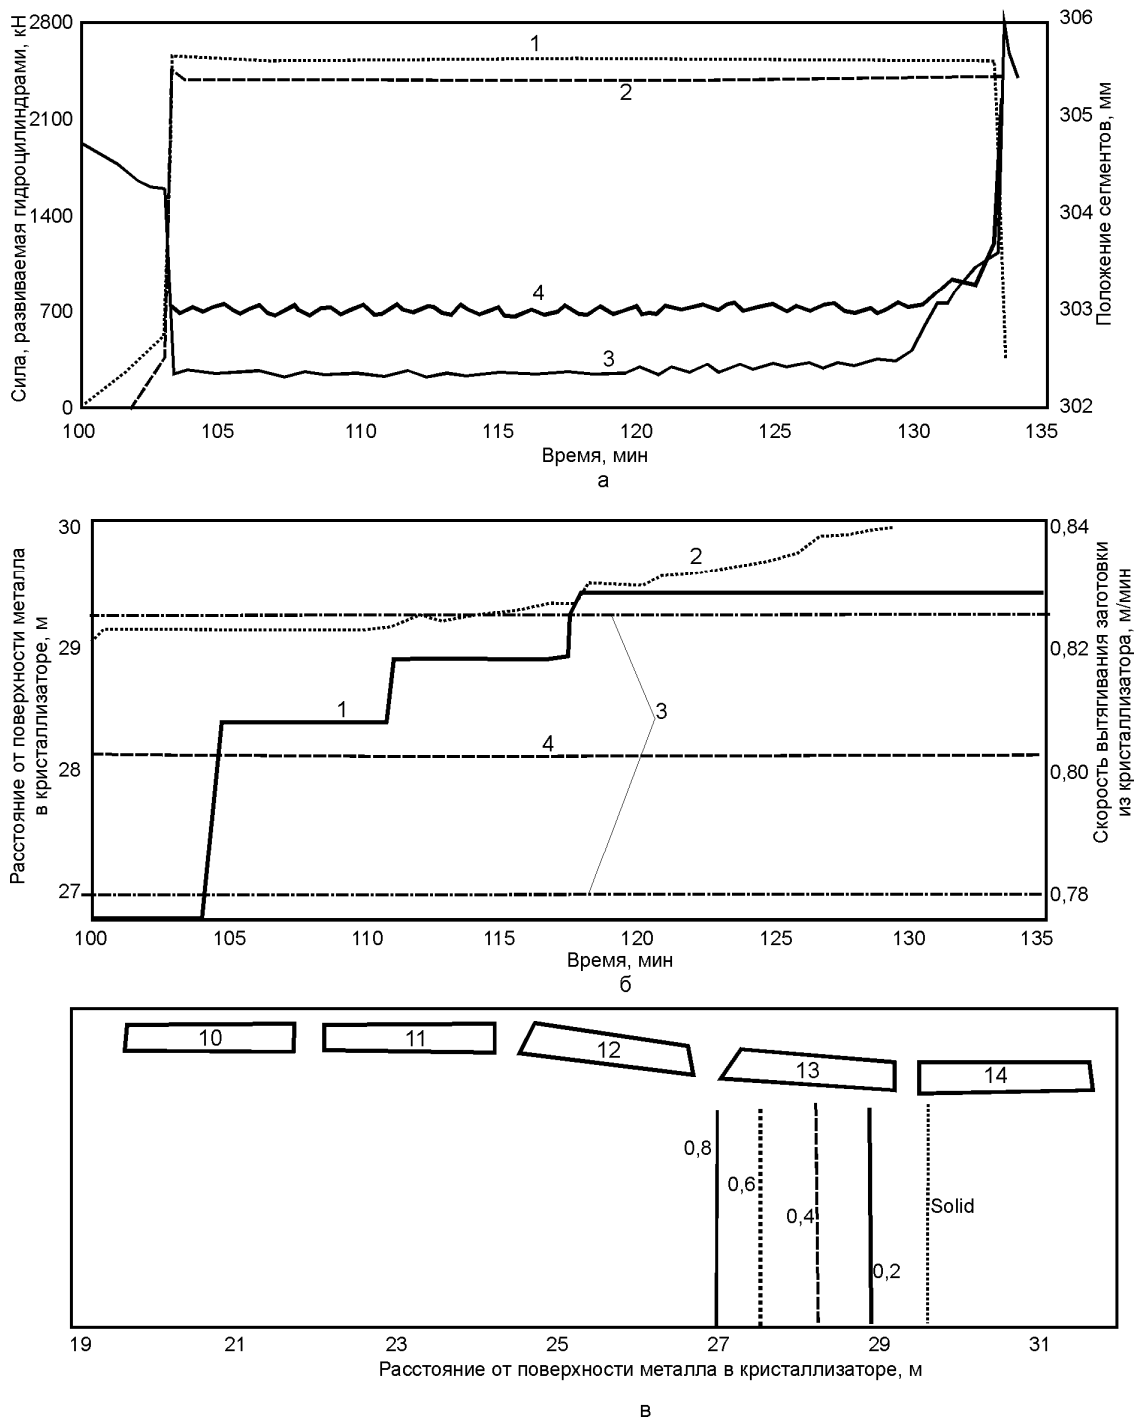 Сила, развиваемая гидроцилиндрами, кН
2800
2100
1400
700
0
1
2
4
3
306
305
304
303
302
Положение сегментов, мм
100 105 110 115 120 125 130 135
Время, мин
а
Расстояние от поверхности металла
в кристаллизаторе, м
30
29
28
27
2
1
3
4
0,84
0,82
0,80
0,78
Скорость вытягивания заготовки
из кристаллизатора, м/мин
100 105 110 115 120 125 130 135
Время, мин
б
10 11 12 13 14
0,8
0,6
0,4
Solid
0,2
19 21 23 25 27 29 31
Расстояние от поверхности металла в кристаллизаторе, м
в